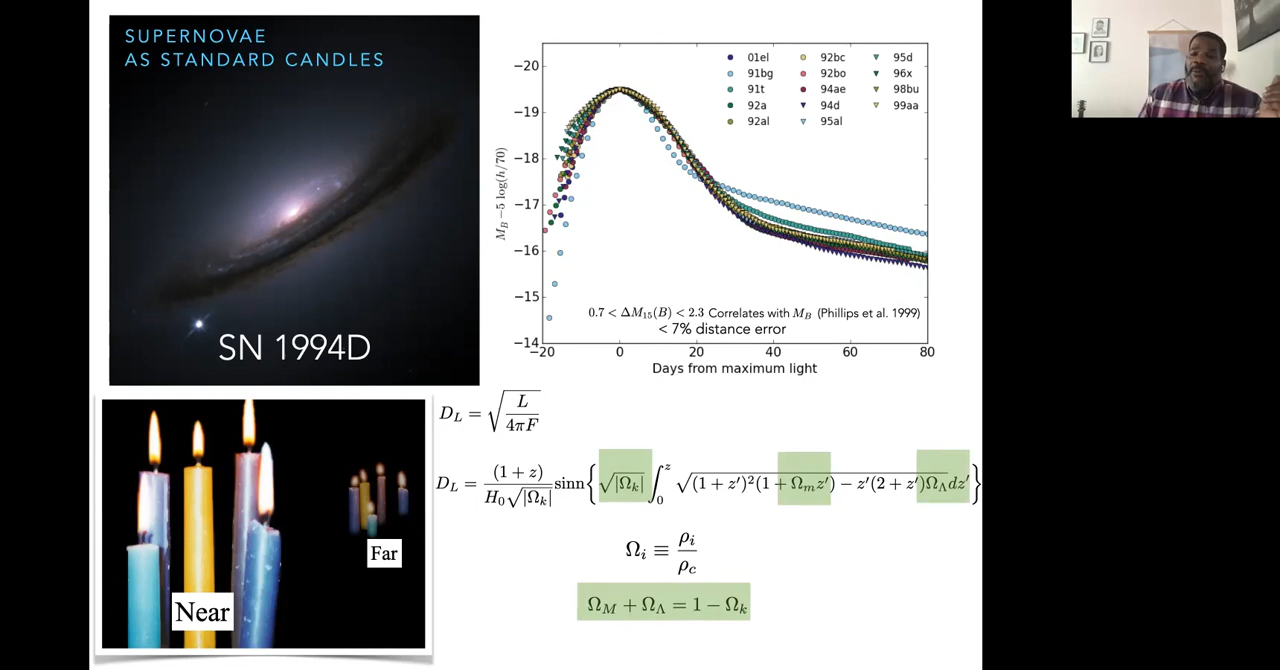 SUPERNOVAE
AS STANDARD CANDLES
SN 1994D
M_B − 5 log(h/70)
−20
−19
−18
−17
−16
−15
−14
01el
91bg
91t
92a
92al
92bc
92bo
94ae
94d
95al
95d
96x
98bu
99aa
0.7 < ΔM₁₅(B) < 2.3 Correlates with M_B (Phillips et al. 1999)
< 7% distance error
−20 0 20 40 60 80
Days from maximum light
D_L = √(L / 4πF)
D_L = (1 + z) / (H₀√|Ω_k|) sinn{√|Ω_k| ∫₀ᶻ √((1 + z′)²(1 + Ω_m z′) − z′(2 + z′)Ω_Λ dz′)}
Ω_i ≡ ρ_i / ρ_c
Ω_M + Ω_Λ = 1 − Ω_k
Far
Near